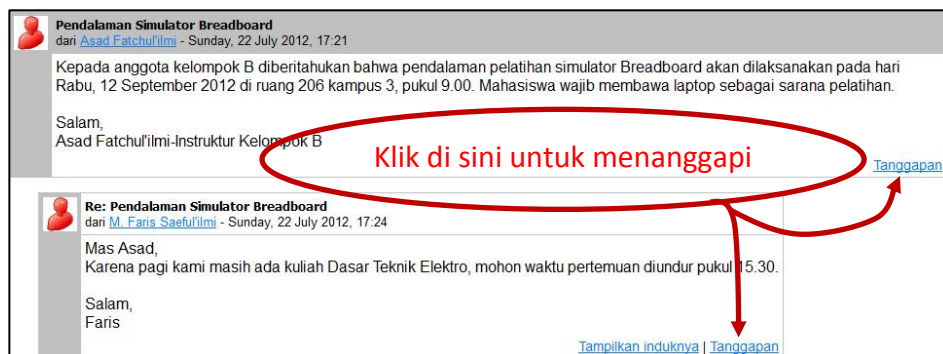 Pendalaman Simulator Breadboard
dari Asad Fatchul'ilmi - Sunday, 22 July 2012, 17:21
Kepada anggota kelompok B diberitahukan bahwa pendalaman pelatihan simulator Breadboard akan dilaksanakan pada hari
Rabu, 12 September 2012 di ruang 206 kampus 3, pukul 9.00. Mahasiswa wajib membawa laptop sebagai sarana pelatihan.
Salam,
Asad Fatchul'ilmi-Instruktur Kelompok B
Klik di sini untuk menanggapi
Tanggapan
Re: Pendalaman Simulator Breadboard
dari M. Faris Saeful'ilmi - Sunday, 22 July 2012, 17:24
Mas Asad,
Karena pagi kami masih ada kuliah Dasar Teknik Elektro, mohon waktu pertemuan diundur pukul 15.30.
Salam,
Faris
Tampilkan induknya | Tanggapan